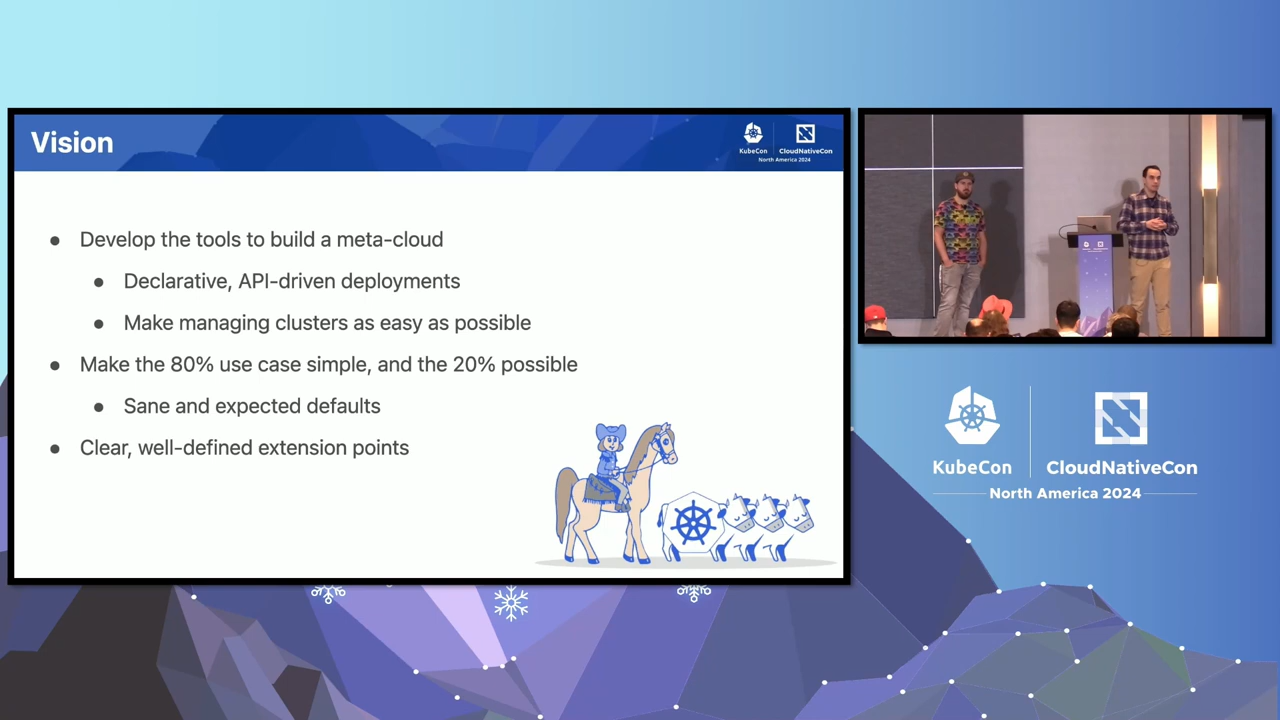 Vision
KubeCon
CloudNativeCon
North America 2024
Develop the tools to build a meta-cloud
Declarative, API-driven deployments
Make managing clusters as easy as possible
Make the 80% use case simple, and the 20% possible
Sane and expected defaults
Clear, well-defined extension points
KubeCon
CloudNativeCon
North America 2024